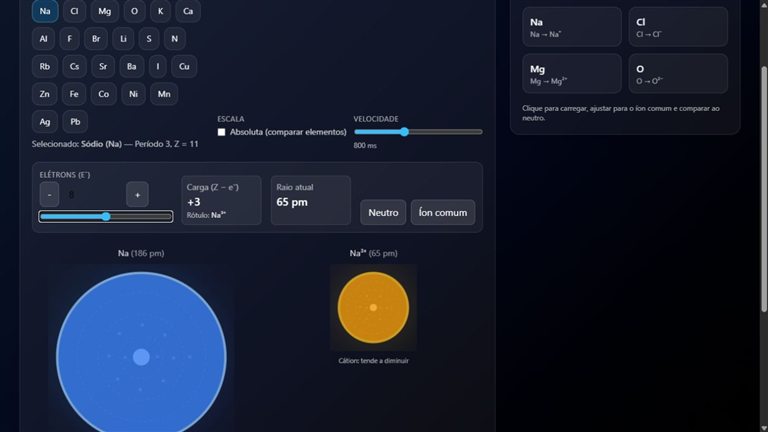 Na Cl Mg O K Ca
Al F Br Li S N
Rb Cs Sr Ba I Cu
Zn Fe Co Ni Mn
Ag Pb
ESCALA
Absoluta (comparar elementos)
VELOCIDADE
800 ms
Selecionado: Sódio (Na) — Período 3, Z = 11
ELÉTRONS (E⁻)
- 8 +
Carga (Z − e⁻)
+3
Rótulo: Na³⁺
Raio atual
65 pm
Neutro
Íon comum
Na (186 pm)
Na³⁺ (65 pm)
Cátion: tende a diminuir
Na
Na → Na⁺
Cl
Cl → Cl⁻
Mg
Mg → Mg²⁺
O
O → O²⁻
Clique para carregar, ajustar para o íon comum e comparar ao
neutro.